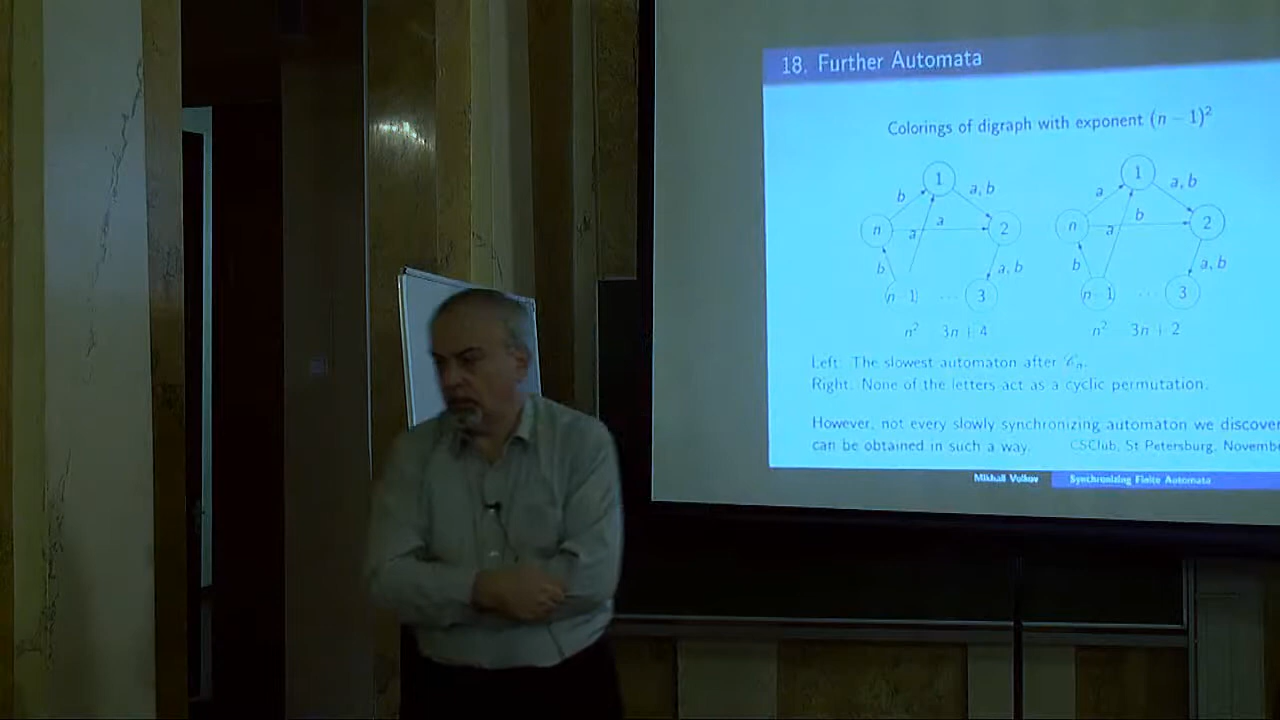 18. Further Automata
Colorings of digraph with exponent (n − 1)²
1
b
a, b
n
a
a
2
b
a, b
n − 1
...
3
n² 3n + 4
1
a
a, b
n
a
b
2
b
a, b
n − 1
...
3
n² 3n + 2
Left: The slowest automaton after 𝒞ₙ.
Right: None of the letters act as a cyclic permutation.
However, not every slowly synchronizing automaton we discover
can be obtained in such a way. CSClub, St Petersburg, Novembe
Mikhail Volkov Synchronizing Finite Automata